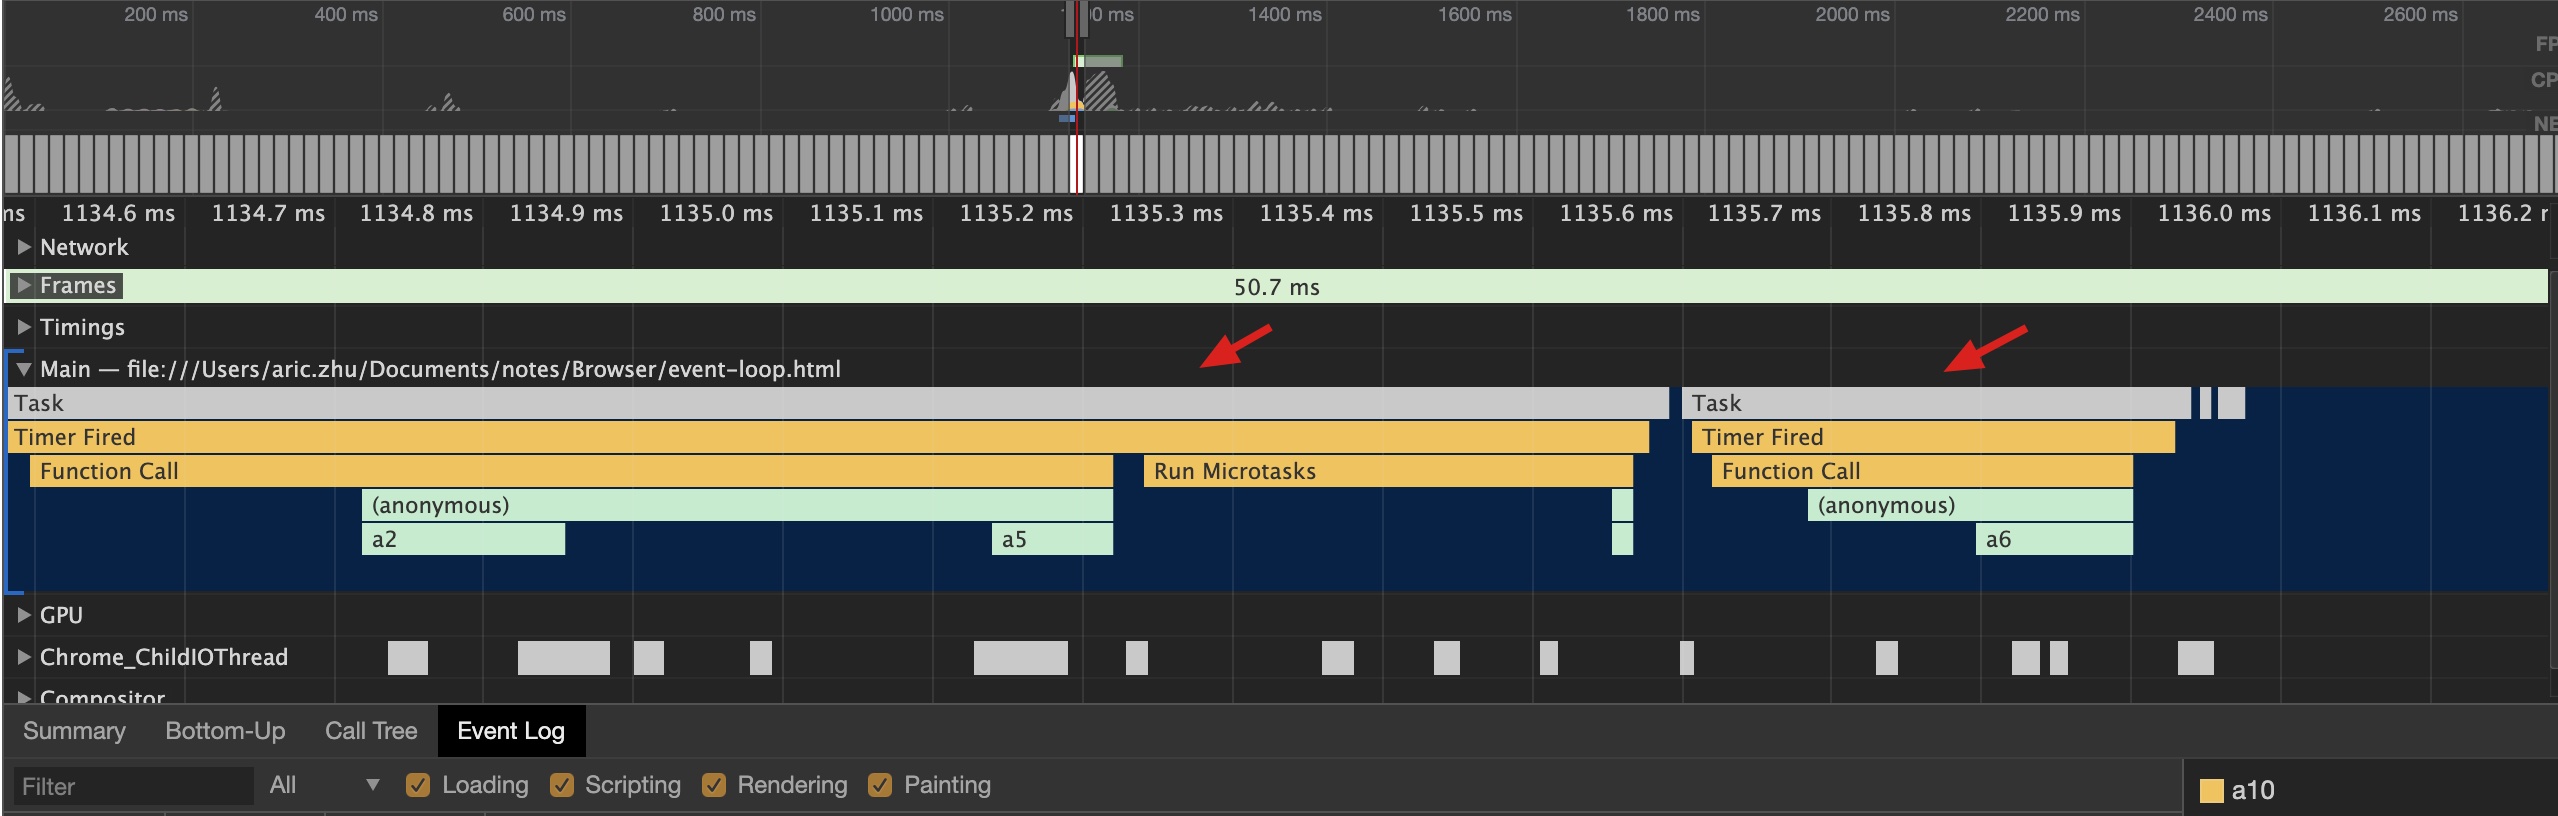 200 ms 400 ms 600 ms 800 ms 1000 ms 00 ms 1400 ms 1600 ms 1800 ms 2000 ms 2200 ms 2400 ms 2600 ms
FP
CP
NE
ms 1134.6 ms 1134.7 ms 1134.8 ms 1134.9 ms 1135.0 ms 1135.1 ms 1135.2 ms 1135.3 ms 1135.4 ms 1135.5 ms 1135.6 ms 1135.7 ms 1135.8 ms 1135.9 ms 1136.0 ms 1136.1 ms 1136.2
Network
Frames 50.7 ms
Timings
Main — file:///Users/aric.zhu/Documents/notes/Browser/event-loop.html
Task Task
Timer Fired Timer Fired
Function Call Run Microtasks Function Call
(anonymous) (anonymous)
a2 a5 a6
GPU
Chrome_ChildIOThread
Compositor
Summary Bottom-Up Call Tree Event Log
Filter All Loading Scripting Rendering Painting a10